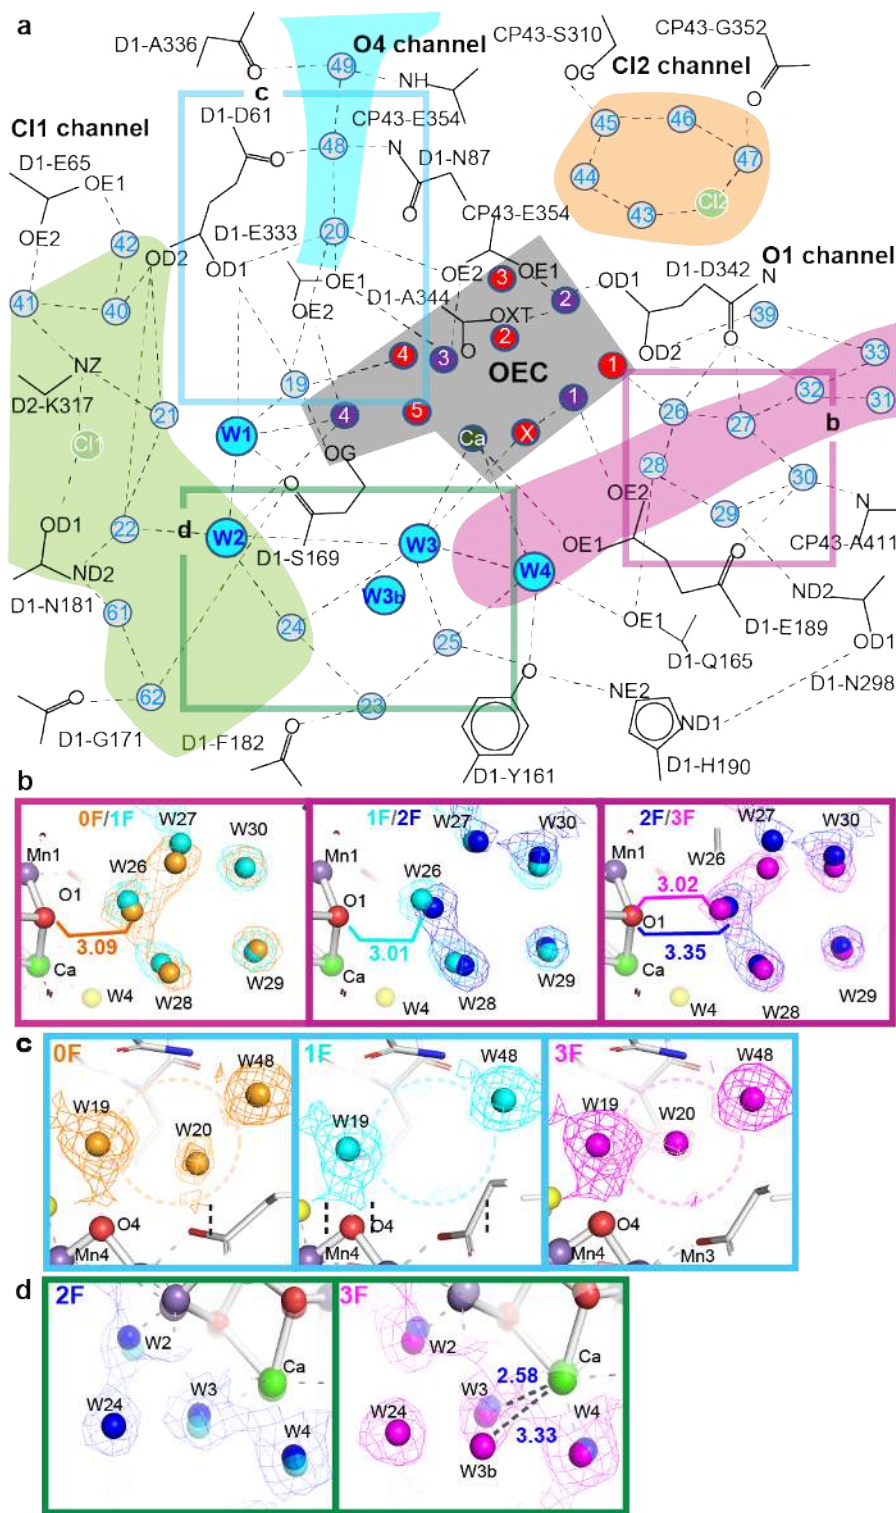 a
D1-A336
O4 channel
CP43-S310
CP43-G352
O
49
NH
OG
Cl2 channel
O
c
Cl1 channel
D1-D61
CP43-E354
45
46
D1-E65
O
48
N
D1-N87
47
OE1
44
Cl2
OE2
42
D1-E333
O
CP43-E354
43
O1 channel
OD2
OD1
20
OE1
OE2
3
OE1
OD1
D1-D342
N
41
40
OE2
D1-A344
OXT
2
39
O
2
O
OD2
33
NZ
4
3
OEC
1
32
D2-K317
19
1
31
21
4
5
26
27
b
Cl1
W1
Ca
X
OG
28
30
O
OE2
N
OD1
22
d
W2
W3
29
D1-S169
OE1
CP43-A411
ND2
W4
D1-N181
61
W3b
ND2
24
OE1
D1-E189
25
OD1
62
O
D1-Q165
O
NE2
D1-N298
23
ND1
D1-G171
D1-F182
O
D1-Y161
D1-H190
b
0F/1F
W27
W30
Mn1
W26
O1
3.09
Ca
W4
W28
W29
1F/2F
W27
W30
Mn1
W26
O1
3.01
Ca
W4
W28
W29
2F/3F
W27
W30
Mn1
W26
3.02
O1
3.35
Ca
W4
W28
W29
c
0F
W48
W19
W20
O4
Mn4
1F
W48
W19
O4
Mn4
3F
W48
W19
W20
O4
Mn4
Mn3
d
2F
W2
Ca
W24
W3
W4
3F
W2
Ca
2.58
W3
W24
W4
3.33
W3b